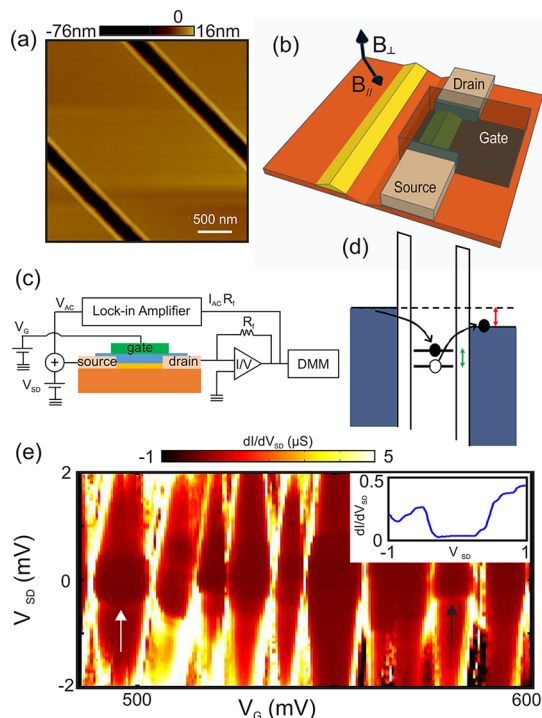 (a)
-76nm
0
16nm
500 nm
(b)
B⊥
B//
Drain
Gate
Source
(c)
V_AC
Lock-in Amplifier
I_AC R_f
V_G
R_f
gate
source
drain
I/V
DMM
V_SD
(d)
(e)
dI/dV_SD (μS)
-1
5
V_SD (mV)
2
0
-2
dI/dV_SD
0.5
0
-1
V_SD
1
500
V_G (mV)
600